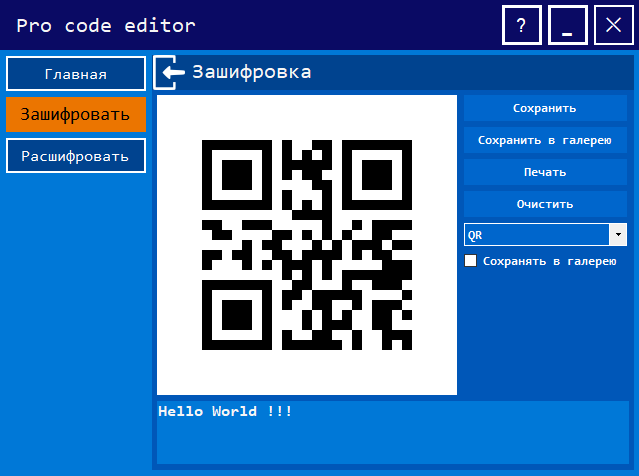 Pro code editor
? _ ×
Главная
Зашифровать
Расшифровать
Зашифровка
Сохранить
Сохранить в галерею
Печать
Очистить
QR
Сохранять в галерею
Hello World !!!